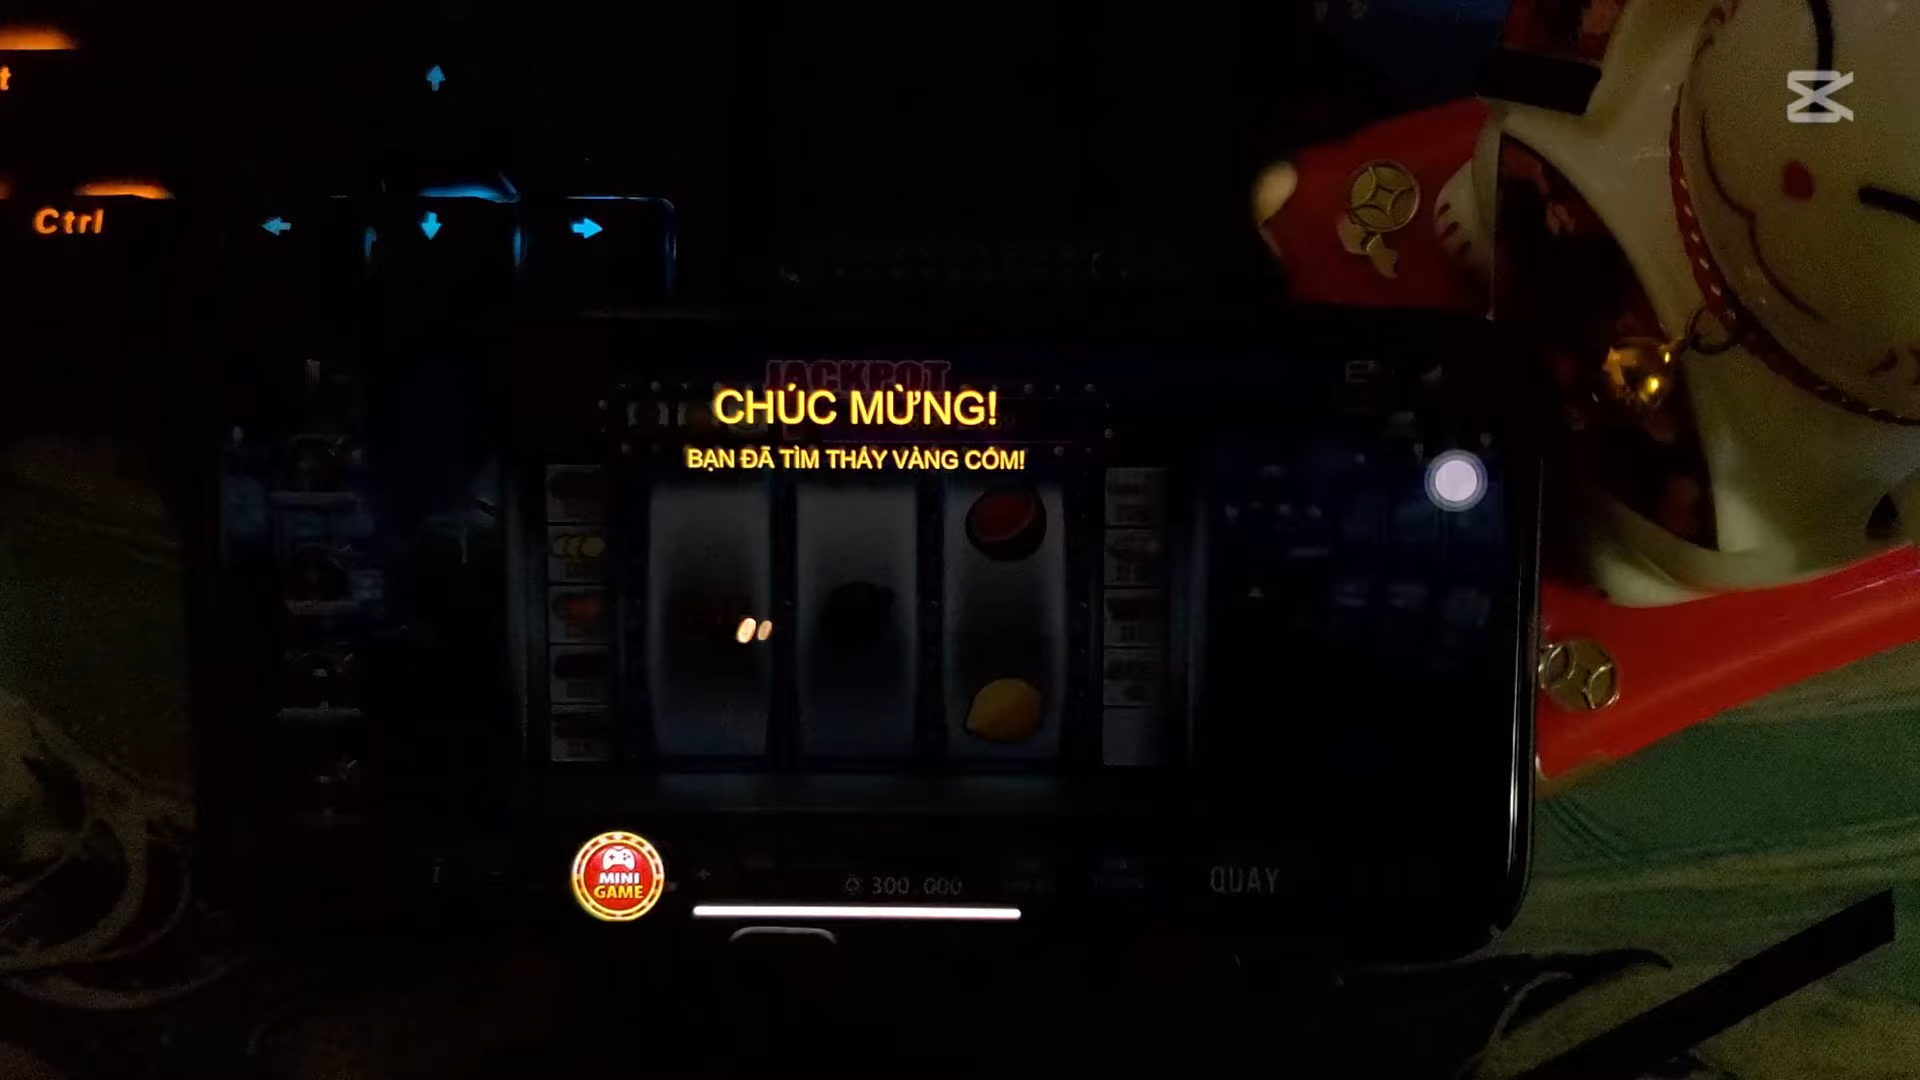 t
Ctrl
JACKPOT
CHÚC MỪNG!
BẠN ĐÃ TÌM THẤY VÀNG CỐM!
MINI
GAME
300.000
QUAY